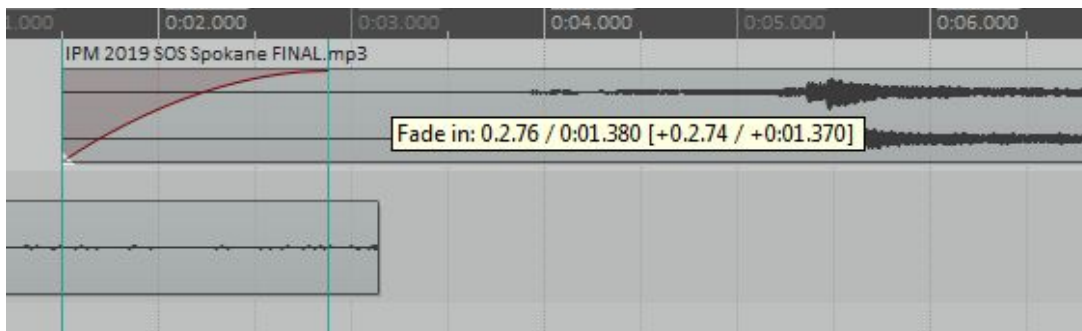 1.000 0:02.000 0:03.000 0:04.000 0:05.000 0:06.000
IPM 2019 SOS Spokane FINAL.mp3
Fade in: 0.2.76 / 0:01.380 [+0.2.74 / +0:01.370]